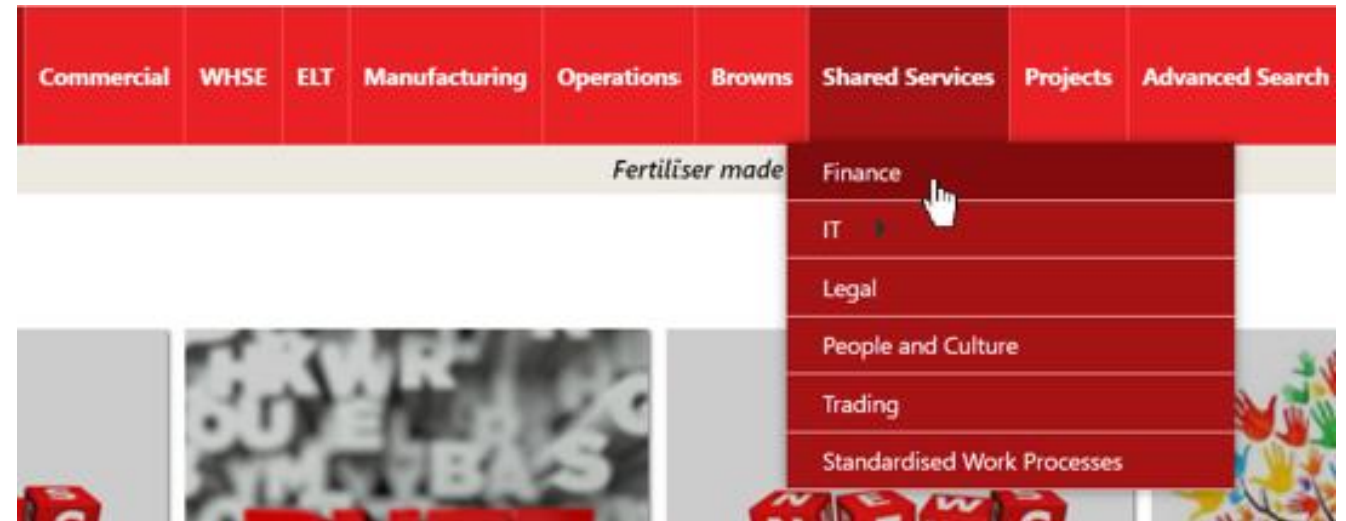 Commercial WHSE ELT Manufacturing Operations Browns Shared Services Projects Advanced Search
Fertiliser made
Finance
IT
Legal
People and Culture
Trading
Standardised Work Processes